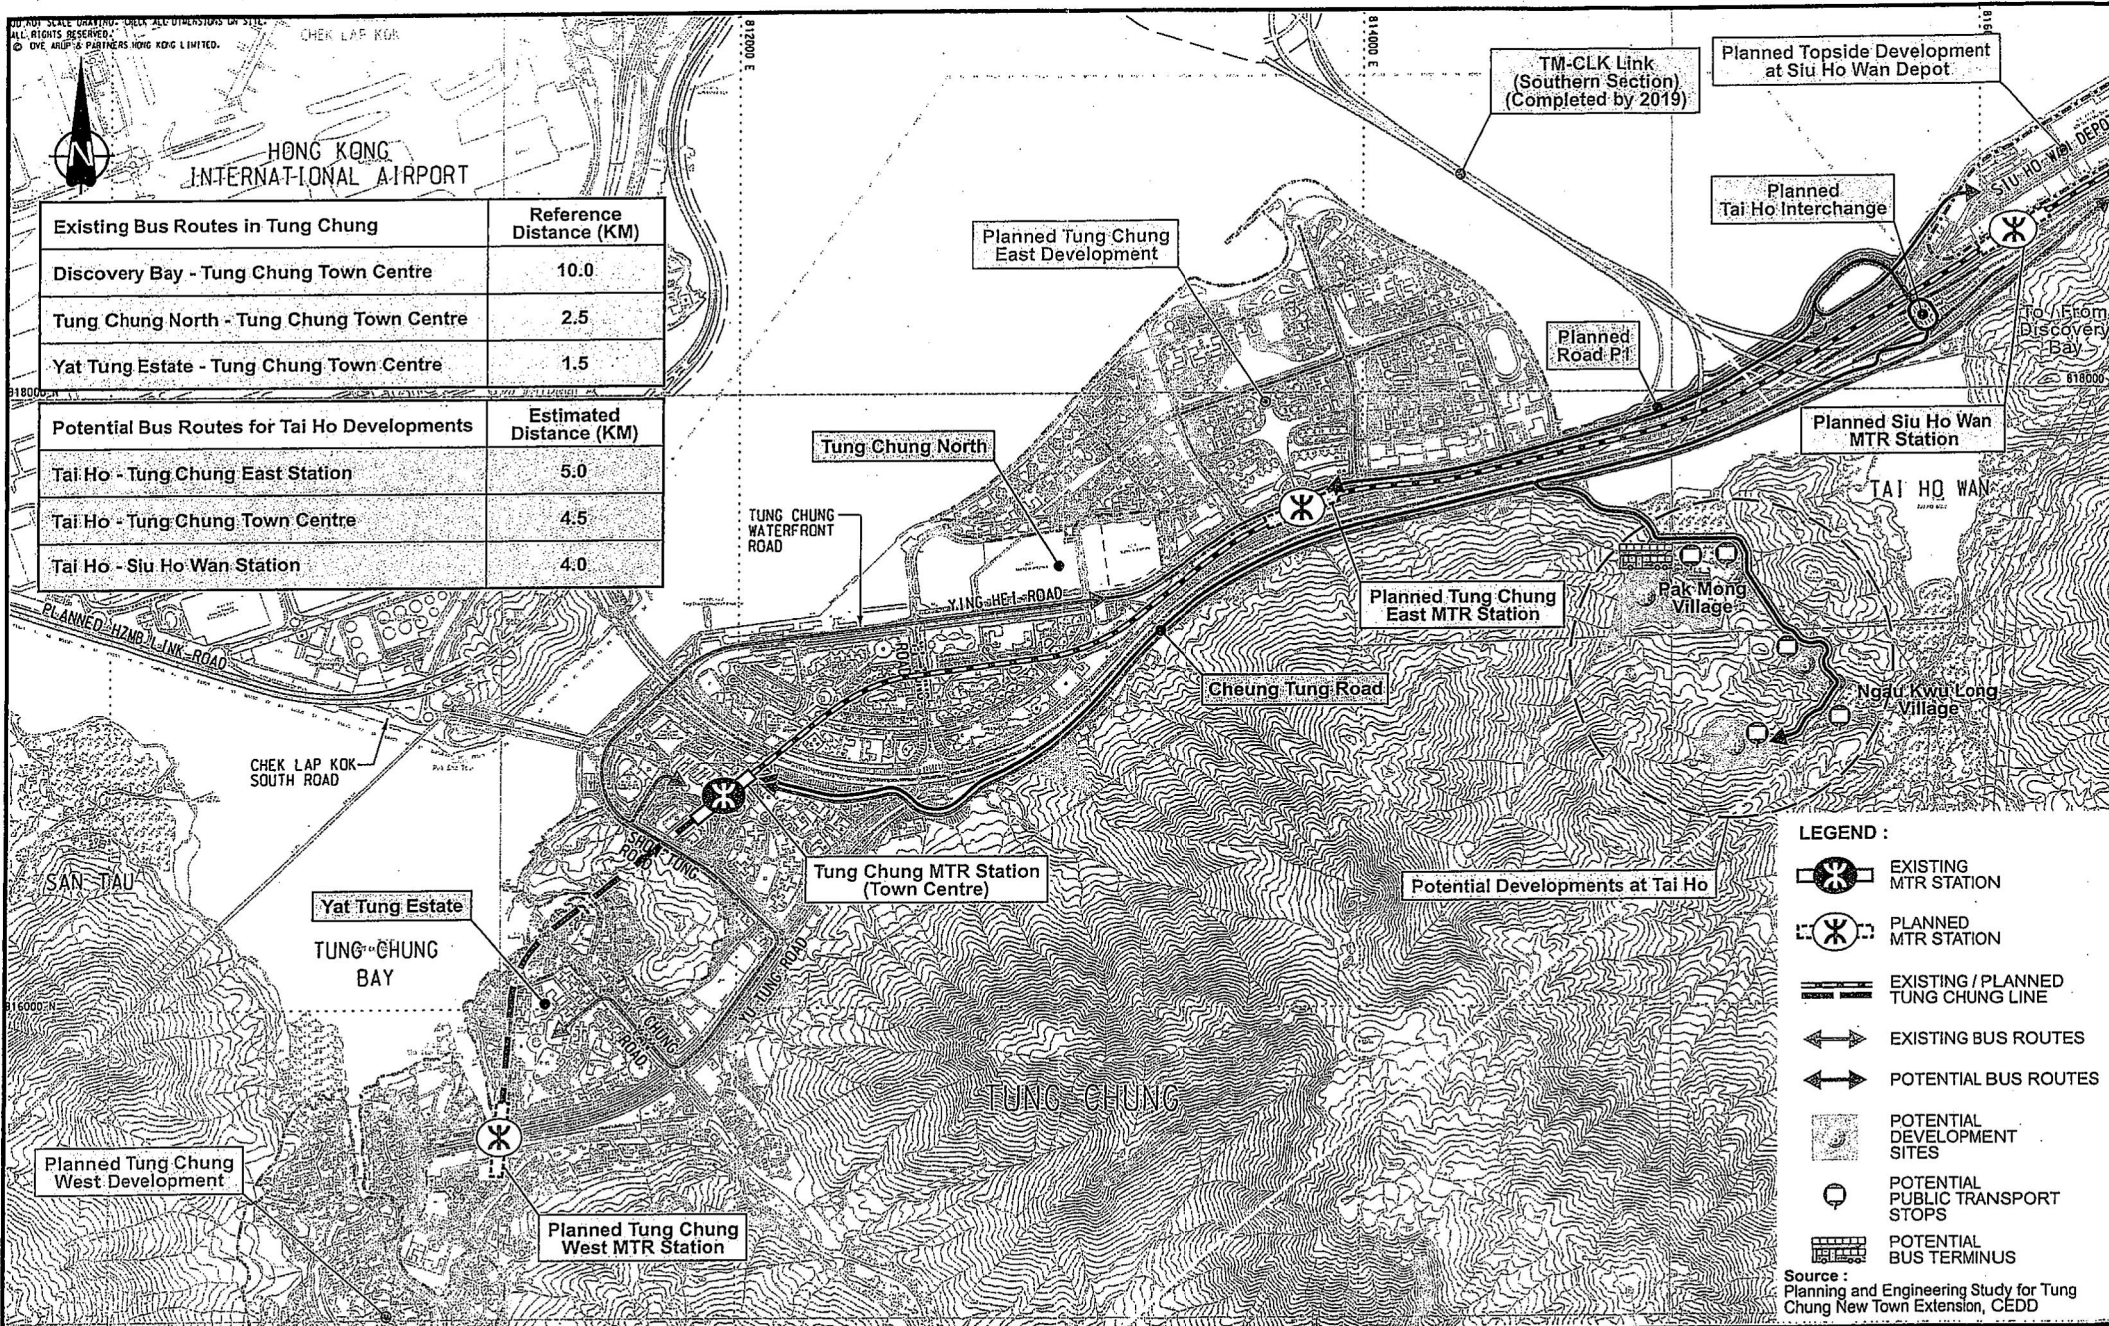 DO NOT SCALE DRAWING. CHECK ALL DIMENSIONS ON SITE.
ALL RIGHTS RESERVED.
© OVE ARUP & PARTNERS HONG KONG LIMITED.
CHEK LAP KOK
812000 E
814000 E
N
HONG KONG
INTERNATIONAL AIRPORT
TM-CLK Link
(Southern Section)
(Completed by 2019)
Planned Topside Development
at Siu Ho Wan Depot
SIU HO WAN DEPOT
Planned
Tai Ho Interchange
Existing Bus Routes in Tung Chung
Reference
Distance (KM)
Discovery Bay - Tung Chung Town Centre
10.0
Tung Chung North - Tung Chung Town Centre
2.5
Yat Tung Estate - Tung Chung Town Centre
1.5
Planned Tung Chung
East Development
To / From
Discovery
Bay
Planned
Road P1
818000 N
818000
Potential Bus Routes for Tai Ho Developments
Estimated
Distance (KM)
Tai Ho - Tung Chung East Station
5.0
Tai Ho - Tung Chung Town Centre
4.5
Tai Ho - Siu Ho Wan Station
4.0
Tung Chung North
Planned Siu Ho Wan
MTR Station
TAI HO WAN
TUNG CHUNG
WATERFRONT
ROAD
YING HEI ROAD
ROAD
Planned Tung Chung
East MTR Station
Pak Mong
Village
PLANNED HZMB LINK ROAD
Cheung Tung Road
Ngau Kwu Long
Village
CHEK LAP KOK
SOUTH ROAD
SHUN TUNG
ROAD
Tung Chung MTR Station
(Town Centre)
Potential Developments at Tai Ho
SAN TAU
Yat Tung Estate
TUNG CHUNG
BAY
YU TUNG ROAD
816000 N
CHUNG
ROAD
TUNG CHUNG
Planned Tung Chung
West Development
Planned Tung Chung
West MTR Station
LEGEND :
EXISTING
MTR STATION
PLANNED
MTR STATION
EXISTING / PLANNED
TUNG CHUNG LINE
EXISTING BUS ROUTES
POTENTIAL BUS ROUTES
POTENTIAL
DEVELOPMENT
SITES
POTENTIAL
PUBLIC TRANSPORT
STOPS
POTENTIAL
BUS TERMINUS
Source :
Planning and Engineering Study for Tung
Chung New Town Extension, CEDD